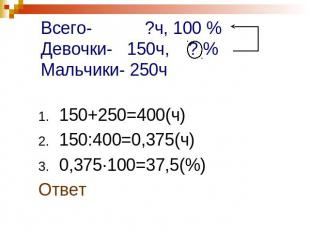 Всего- ?ч, 100 %
Девочки- 150ч, ? %
Мальчики- 250ч
1. 150+250=400(ч)
2. 150:400=0,375(ч)
3. 0,375·100=37,5(%)
Ответ